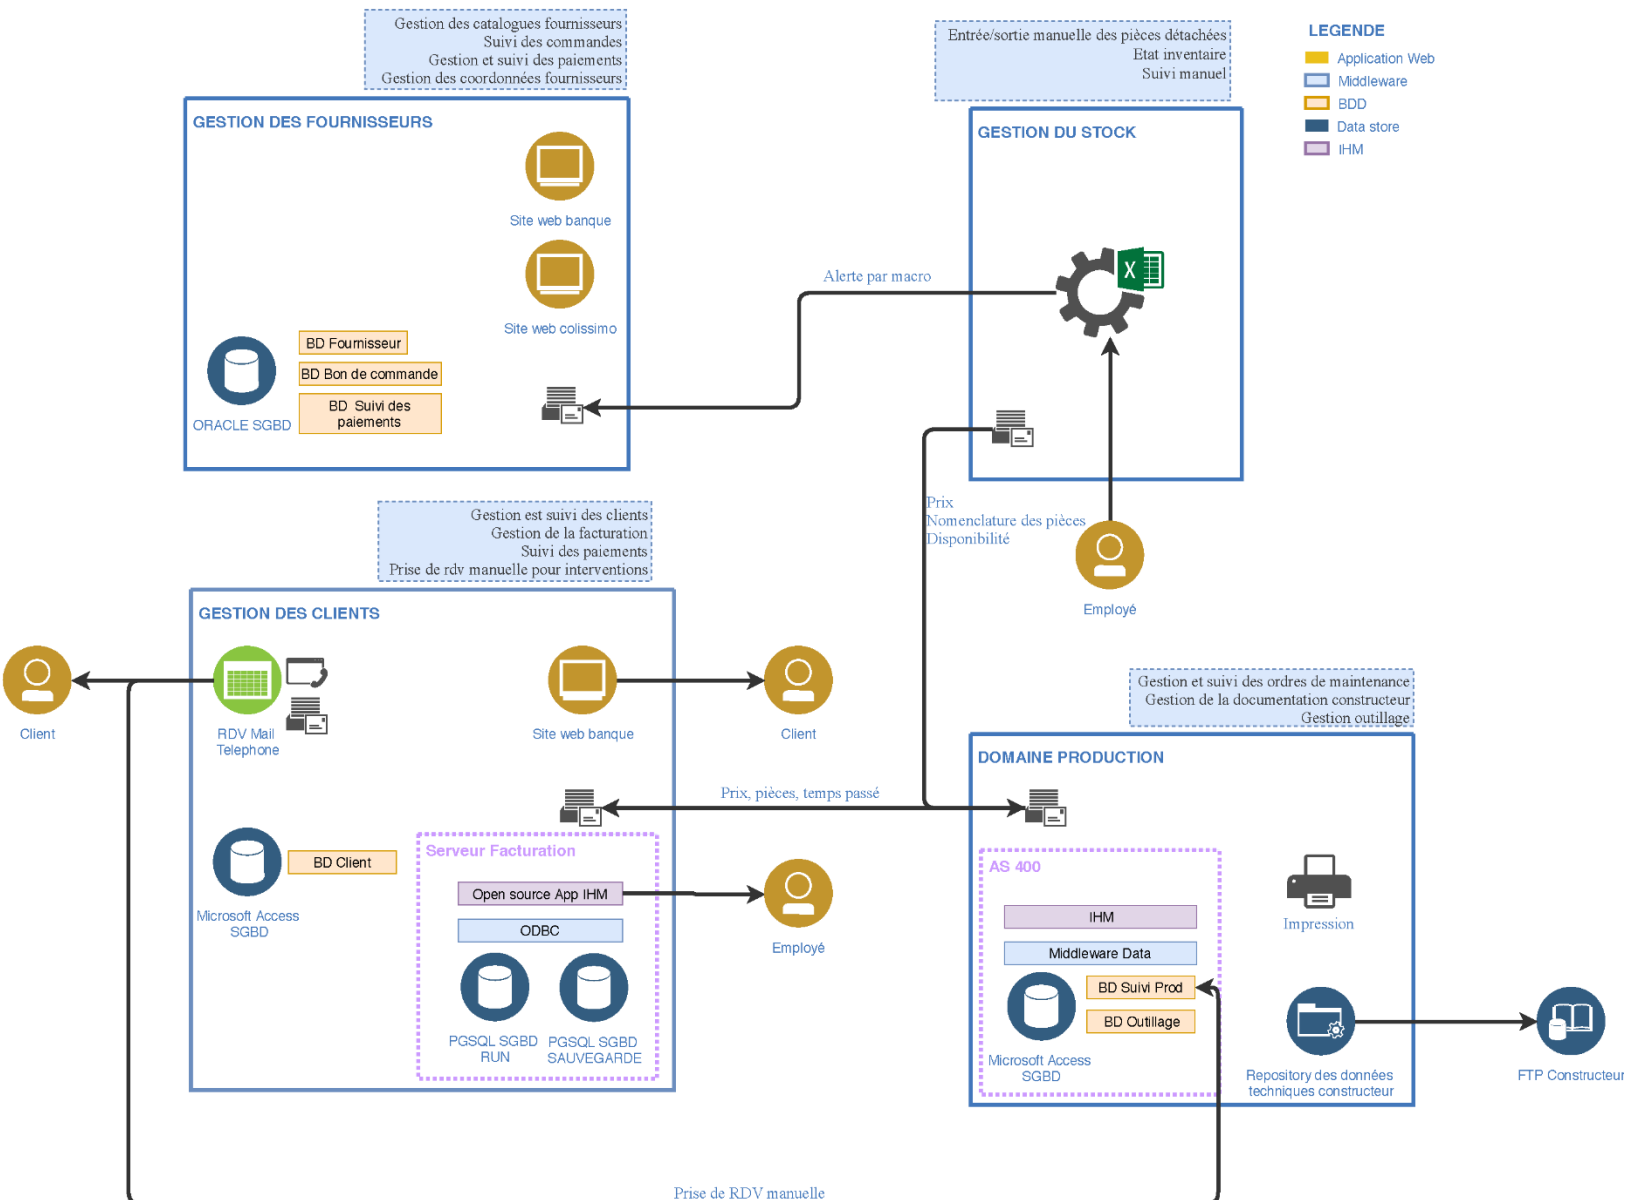 Gestion des catalogues fournisseurs
Suivi des commandes
Gestion et suivi des paiements
Gestion des coordonnées fournisseurs
Entrée/sortie manuelle des pièces détachées
Etat inventaire
Suivi manuel
LEGENDE
Application Web
Middleware
BDD
Data store
IHM
GESTION DES FOURNISSEURS
Site web banque
Site web colissimo
BD Fournisseur
BD Bon de commande
BD Suivi des
paiements
ORACLE SGBD
Alerte par macro
GESTION DU STOCK
X
Prix
Nomenclature des pièces
Disponibilité
Employé
Gestion est suivi des clients
Gestion de la facturation
Suivi des paiements
Prise de rdv manuelle pour interventions
GESTION DES CLIENTS
Client
RDV Mail
Telephone
Site web banque
Client
Prix, pièces, temps passé
BD Client
Microsoft Access
SGBD
Serveur Facturation
Open source App IHM
ODBC
PGSQL SGBD
RUN
PGSQL SGBD
SAUVEGARDE
Employé
Gestion et suivi des ordres de maintenance
Gestion de la documentation constructeur
Gestion outillage
DOMAINE PRODUCTION
AS 400
IHM
Middleware Data
BD Suivi Prod
BD Outillage
Microsoft Access
SGBD
Impression
Repository des données
techniques constructeur
FTP Constructeur
Prise de RDV manuelle